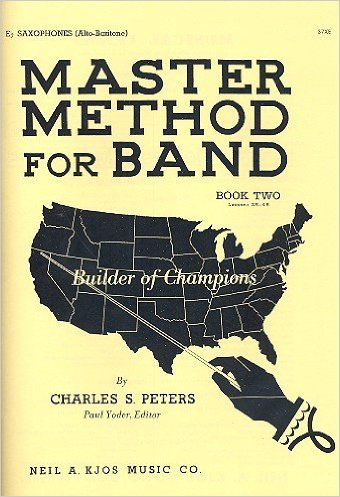 E♭ SAXOPHONES (Alto-Baritone)
MASTER
METHOD
FOR BAND
BOOK TWO
Builder of Champions
By
CHARLES S. PETERS
Paul Yoder, Editor
NEIL A. KJOS MUSIC CO.